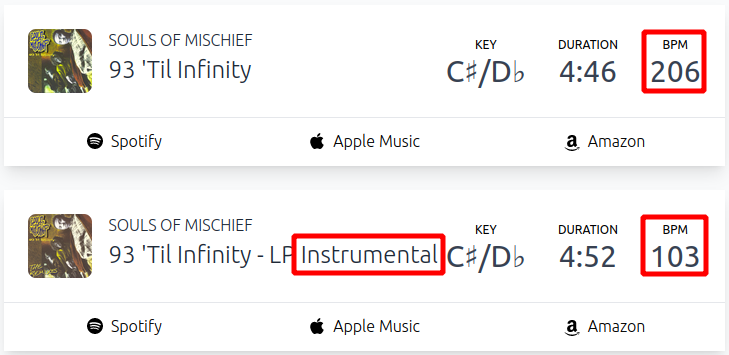 SOULS OF MISCHIEF
93 'Til Infinity
KEY
C♯/D♭
DURATION
4:46
BPM
206
Spotify
Apple Music
Amazon
SOULS OF MISCHIEF
93 'Til Infinity - LP Instrumental
KEY
C♯/D♭
DURATION
4:52
BPM
103
Spotify
Apple Music
Amazon